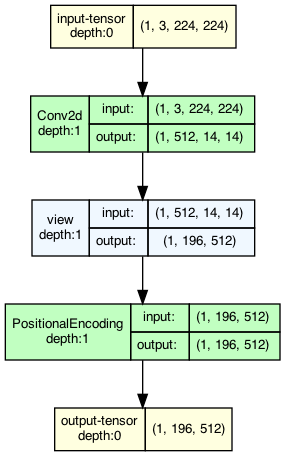 input-tensor
depth:0
(1, 3, 224, 224)
Conv2d
depth:1
input:
(1, 3, 224, 224)
output:
(1, 512, 14, 14)
view
depth:1
input:
(1, 512, 14, 14)
output:
(1, 196, 512)
PositionalEncoding
depth:1
input:
(1, 196, 512)
output:
(1, 196, 512)
output-tensor
depth:0
(1, 196, 512)